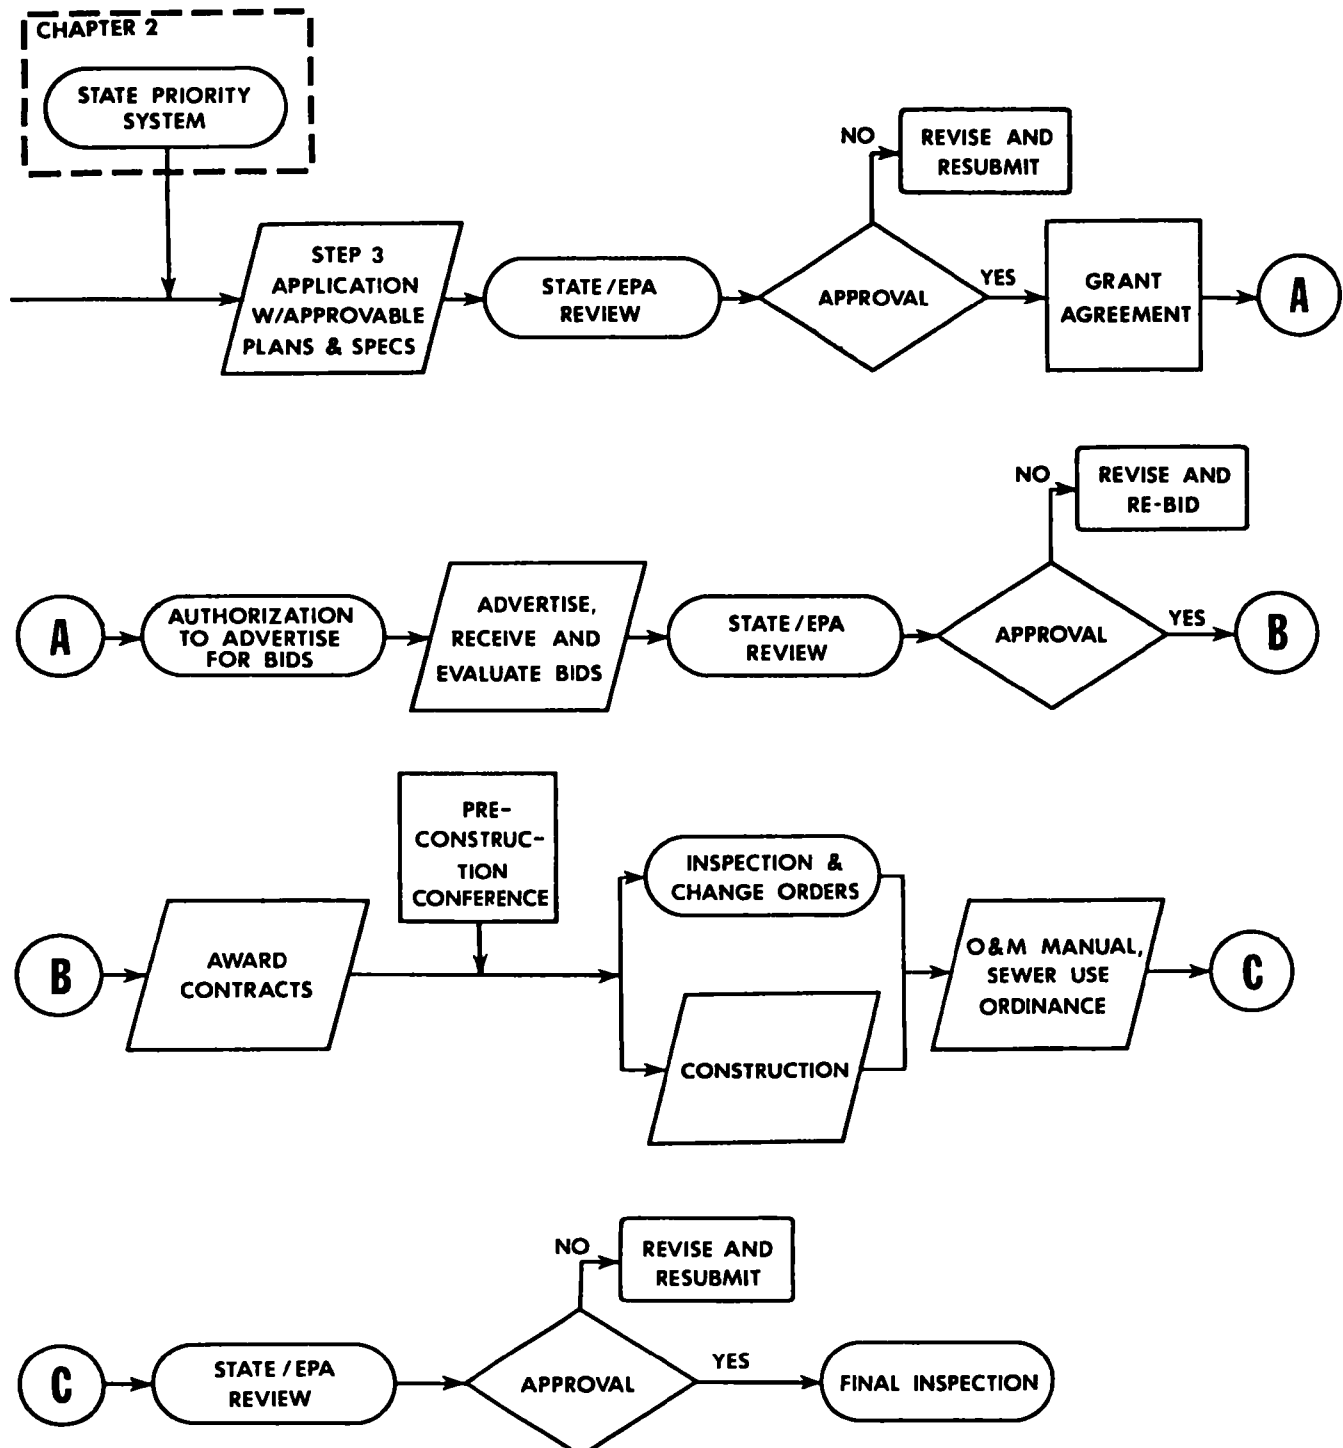 CHAPTER 2
STATE PRIORITY
SYSTEM
STEP 3
APPLICATION
W/APPROVABLE
PLANS & SPECS
STATE/EPA
REVIEW
APPROVAL
NO
REVISE AND
RESUBMIT
YES
GRANT
AGREEMENT
A
A
AUTHORIZATION
TO ADVERTISE
FOR BIDS
ADVERTISE,
RECEIVE AND
EVALUATE BIDS
STATE/EPA
REVIEW
APPROVAL
NO
REVISE AND
RE-BID
YES
B
B
AWARD
CONTRACTS
PRE-
CONSTRUC-
TION
CONFERENCE
INSPECTION &
CHANGE ORDERS
CONSTRUCTION
O&M MANUAL,
SEWER USE
ORDINANCE
C
C
STATE/EPA
REVIEW
APPROVAL
NO
REVISE AND
RESUBMIT
YES
FINAL INSPECTION